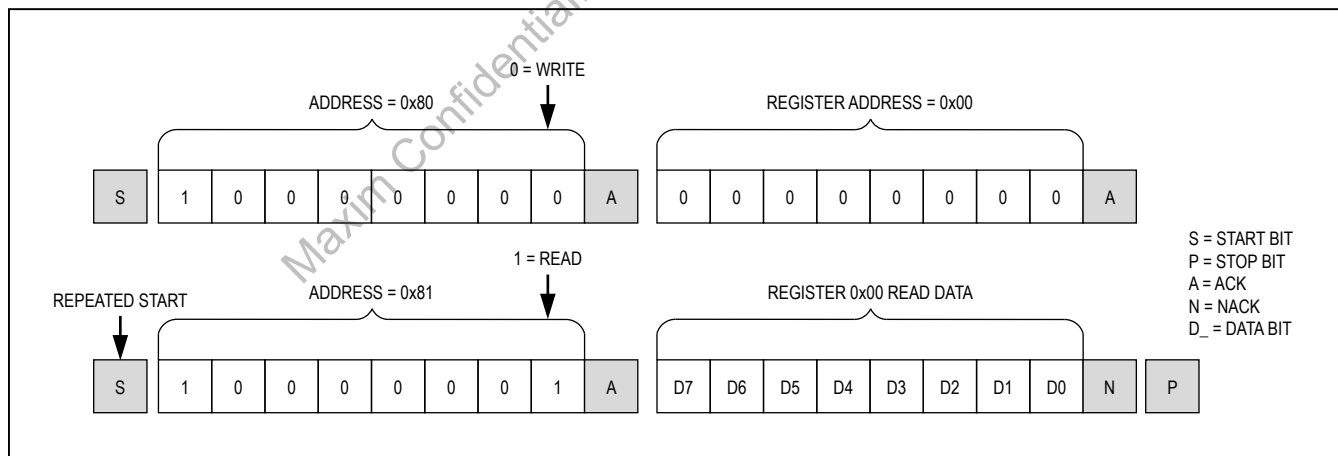 Maxim Confidential
0 = WRITE
ADDRESS = 0x80 REGISTER ADDRESS = 0x00
S 1 0 0 0 0 0 0 0 A 0 0 0 0 0 0 0 0 A
S = START BIT
P = STOP BIT
A = ACK
N = NACK
D_ = DATA BIT
1 = READ
REPEATED START ADDRESS = 0x81 REGISTER 0x00 READ DATA
S 1 0 0 0 0 0 0 1 A D7 D6 D5 D4 D3 D2 D1 D0 N P